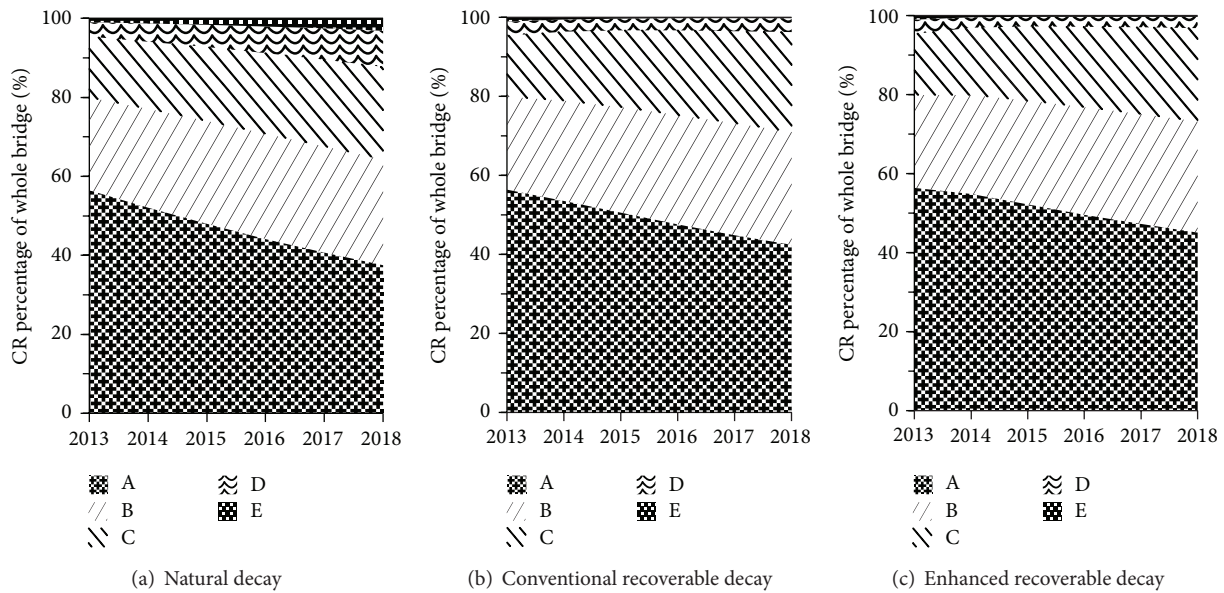 CR percentage of whole bridge (%)
100
80
60
40
20
0
2013 2014 2015 2016 2017 2018
A D
B E
C
(a) Natural decay
CR percentage of whole bridge (%)
100
80
60
40
20
0
2013 2014 2015 2016 2017 2018
A D
B E
C
(b) Conventional recoverable decay
CR percentage of whole bridge (%)
100
80
60
40
20
0
2013 2014 2015 2016 2017 2018
A D
B E
C
(c) Enhanced recoverable decay